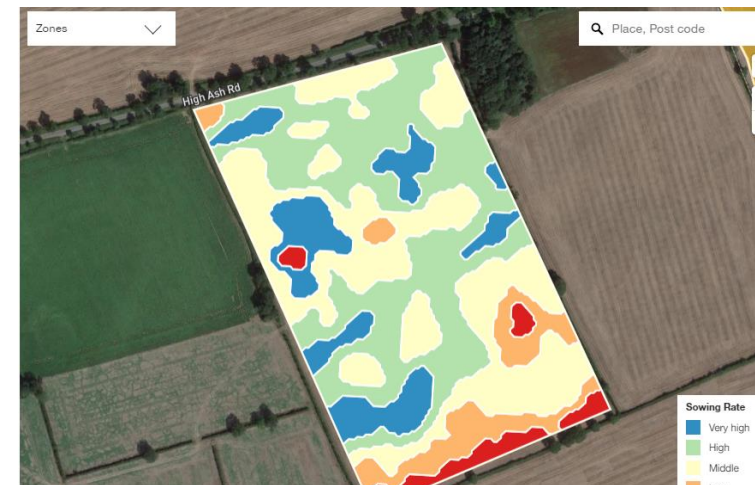 Zones
Place, Post code
High Ash Rd
Sowing Rate
Very high
High
Middle